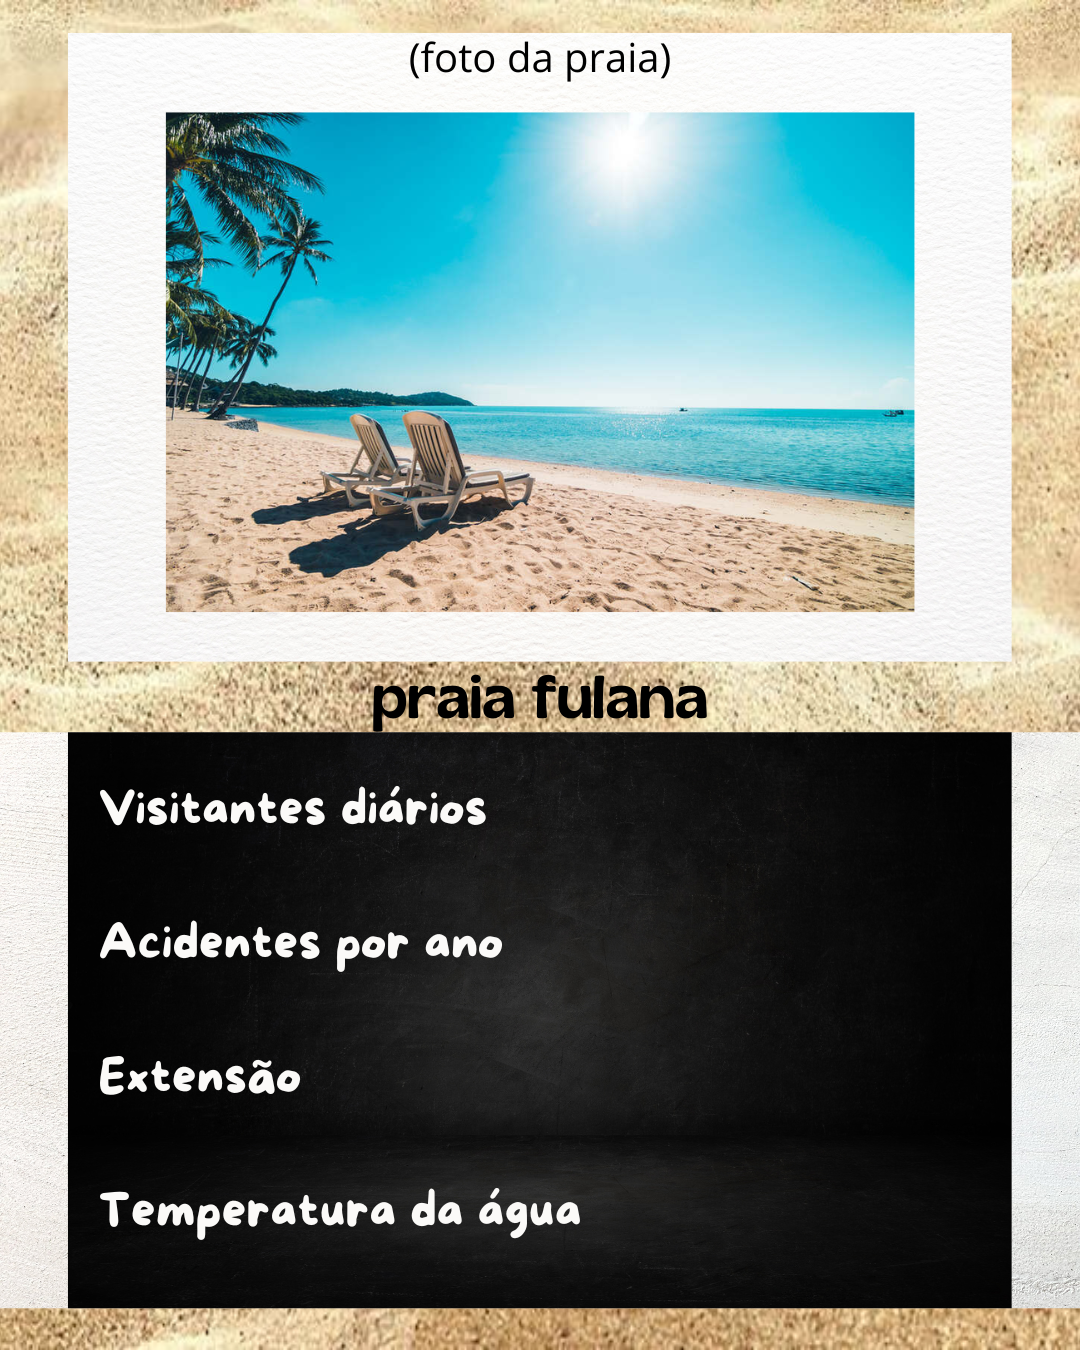 (foto da praia)
praia fulana
Visitantes diários
Acidentes por ano
Extensão
Temperatura da água